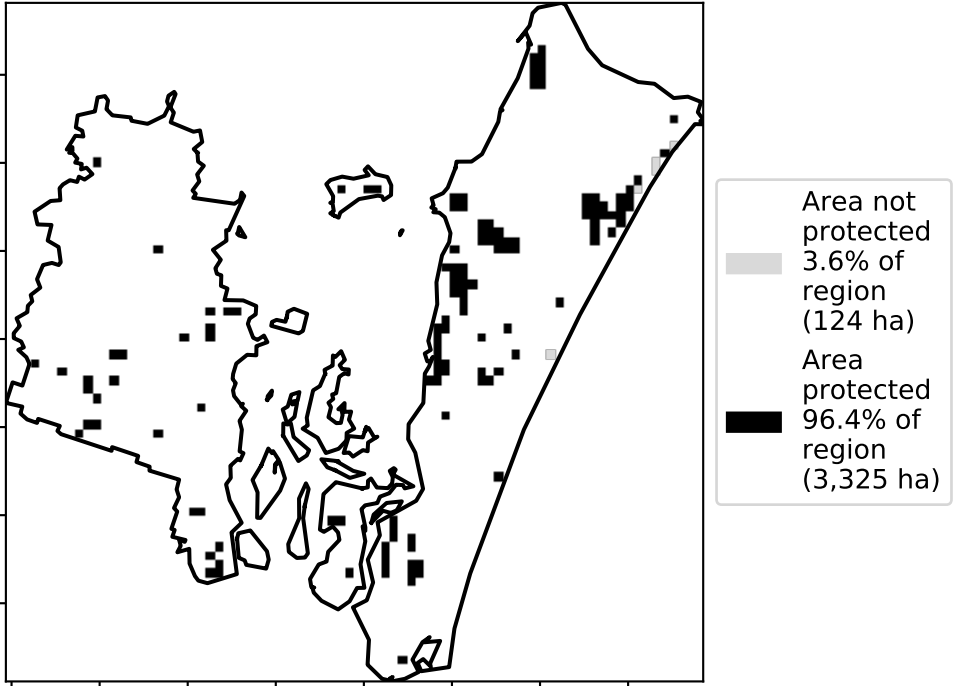 Area not
protected
3.6% of
region
(124 ha)
Area
protected
96.4% of
region
(3,325 ha)